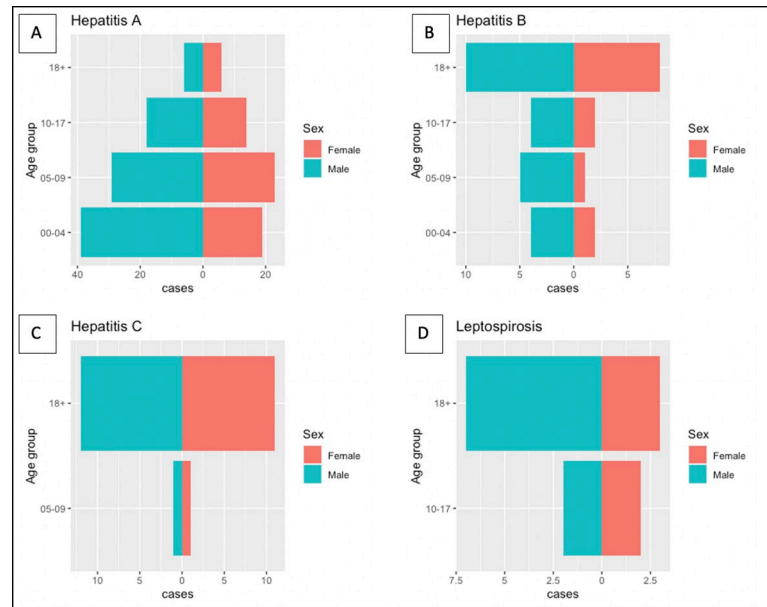 A
Hepatitis A
18+
10-17
05-09
00-04
Age group
40 20 0 20
cases
Sex
Female
Male
B
Hepatitis B
18+
10-17
05-09
00-04
Age group
10 5 0 5
cases
Sex
Female
Male
C
Hepatitis C
18+
05-09
Age group
10 5 0 5 10
cases
Sex
Female
Male
D
Leptospirosis
18+
10-17
Age group
7.5 5.0 2.5 0 2.5
cases
Sex
Female
Male